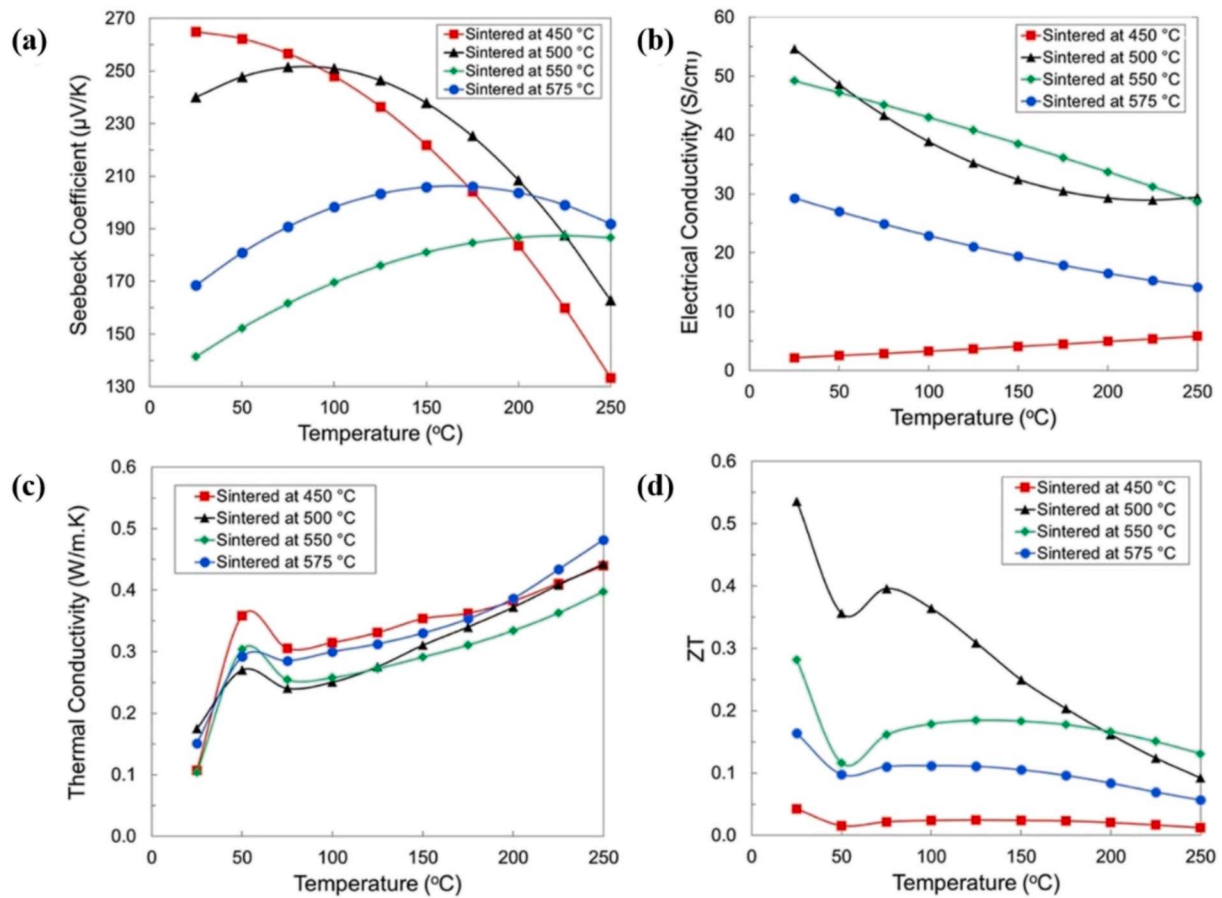 (a)
270
250
230
210
190
170
150
130
Seebeck Coefficient (µV/K)
Sintered at 450 °C
Sintered at 500 °C
Sintered at 550 °C
Sintered at 575 °C
0 50 100 150 200 250
Temperature (°C)
(b)
60
50
40
30
20
10
0
Electrical Conductivity (S/cm)
Sintered at 450 °C
Sintered at 500 °C
Sintered at 550 °C
Sintered at 575 °C
0 50 100 150 200 250
Temperature (°C)
(c)
0.6
0.5
0.4
0.3
0.2
0.1
0.0
Thermal Conductivity (W/m.K)
Sintered at 450 °C
Sintered at 500 °C
Sintered at 550 °C
Sintered at 575 °C
0 50 100 150 200 250
Temperature (°C)
(d)
0.6
0.5
0.4
0.3
0.2
0.1
0.0
ZT
Sintered at 450 °C
Sintered at 500 °C
Sintered at 550 °C
Sintered at 575 °C
0 50 100 150 200 250
Temperature (°C)